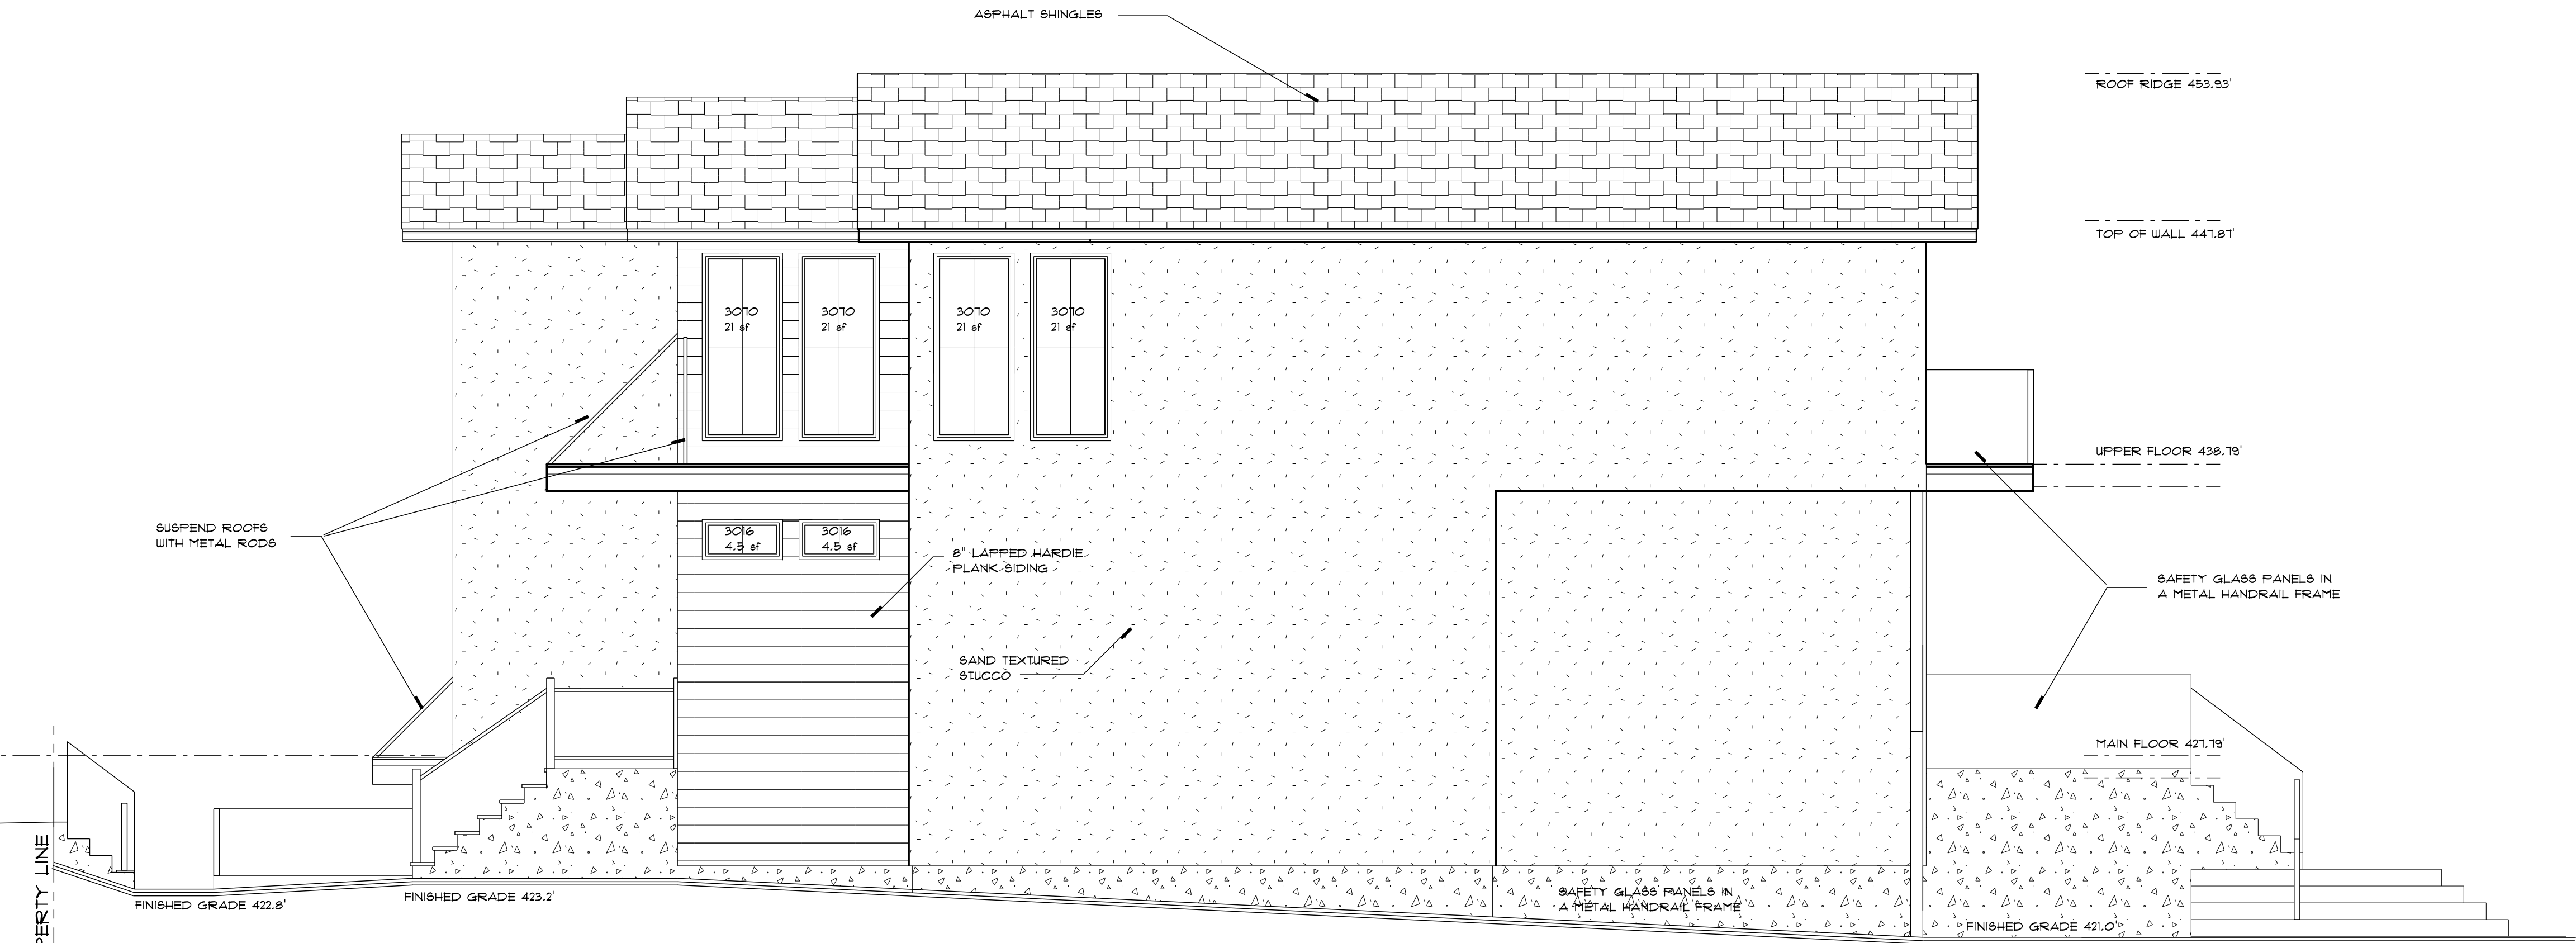 ASPHALT SHINGLES
ROOF RIDGE 453.93'
TOP OF WALL 447.87'
3070
21 sf
3070
21 sf
3070
21 sf
3070
21 sf
UPPER FLOOR 438.79'
SUSPEND ROOFS
WITH METAL RODS
3016
4.5 sf
3016
4.5 sf
8" LAPPED HARDIE
PLANK SIDING
SAFETY GLASS PANELS IN
A METAL HANDRAIL FRAME
SAND TEXTURED
STUCCO
MAIN FLOOR 427.79'
PERTY LINE
FINISHED GRADE 422.8'
FINISHED GRADE 423.2'
SAFETY GLASS PANELS IN
A METAL HANDRAIL FRAME
FINISHED GRADE 421.0'